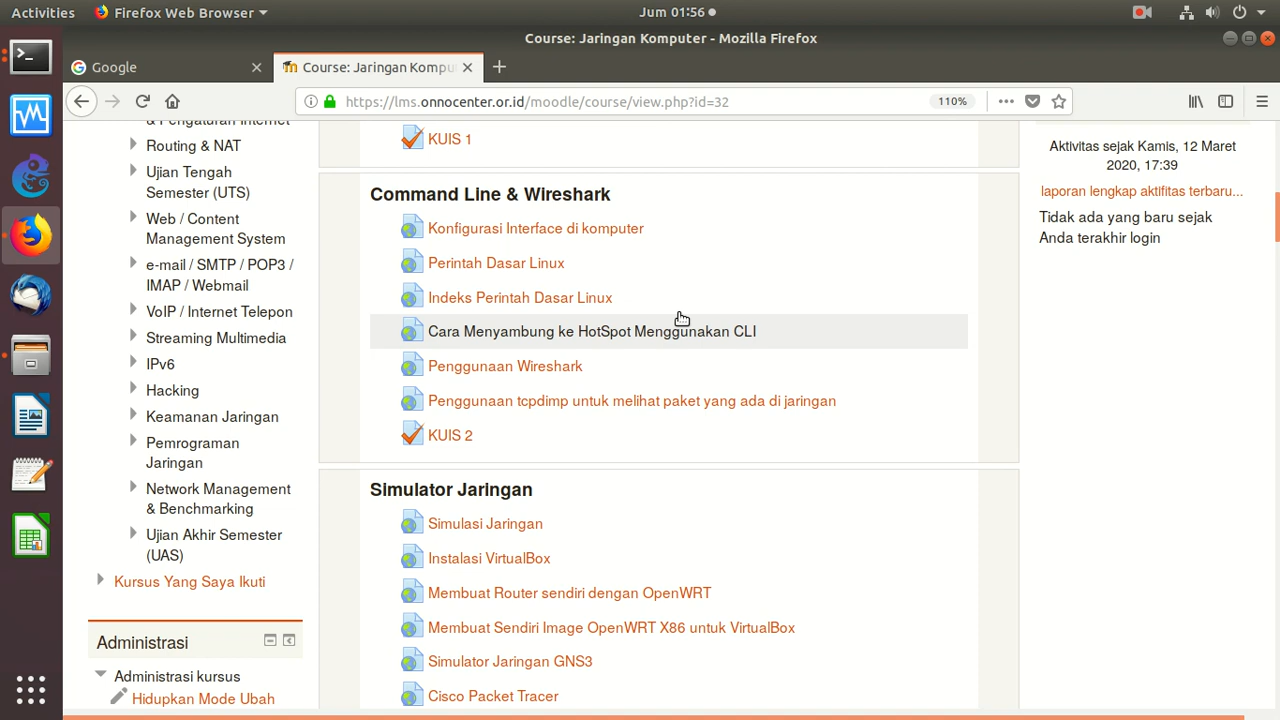 Activities
Firefox Web Browser
Jum 01:56
Course: Jaringan Komputer - Mozilla Firefox
Google
Course: Jaringan Kompu
https://lms.onnocenter.or.id/moodle/course/view.php?id=32
110%
& Pengaturan Internet
Routing & NAT
Ujian Tengah
Semester (UTS)
Web / Content
Management System
e-mail / SMTP / POP3 /
IMAP / Webmail
VoIP / Internet Telepon
Streaming Multimedia
IPv6
Hacking
Keamanan Jaringan
Pemrograman
Jaringan
Network Management
& Benchmarking
Ujian Akhir Semester
(UAS)
Kursus Yang Saya Ikuti
Administrasi
Administrasi kursus
Hidupkan Mode Ubah
KUIS 1
Command Line & Wireshark
Konfigurasi Interface di komputer
Perintah Dasar Linux
Indeks Perintah Dasar Linux
Cara Menyambung ke HotSpot Menggunakan CLI
Penggunaan Wireshark
Penggunaan tcpdimp untuk melihat paket yang ada di jaringan
KUIS 2
Simulator Jaringan
Simulasi Jaringan
Instalasi VirtualBox
Membuat Router sendiri dengan OpenWRT
Membuat Sendiri Image OpenWRT X86 untuk VirtualBox
Simulator Jaringan GNS3
Cisco Packet Tracer
Aktivitas sejak Kamis, 12 Maret
2020, 17:39
laporan lengkap aktifitas terbaru...
Tidak ada yang baru sejak
Anda terakhir login